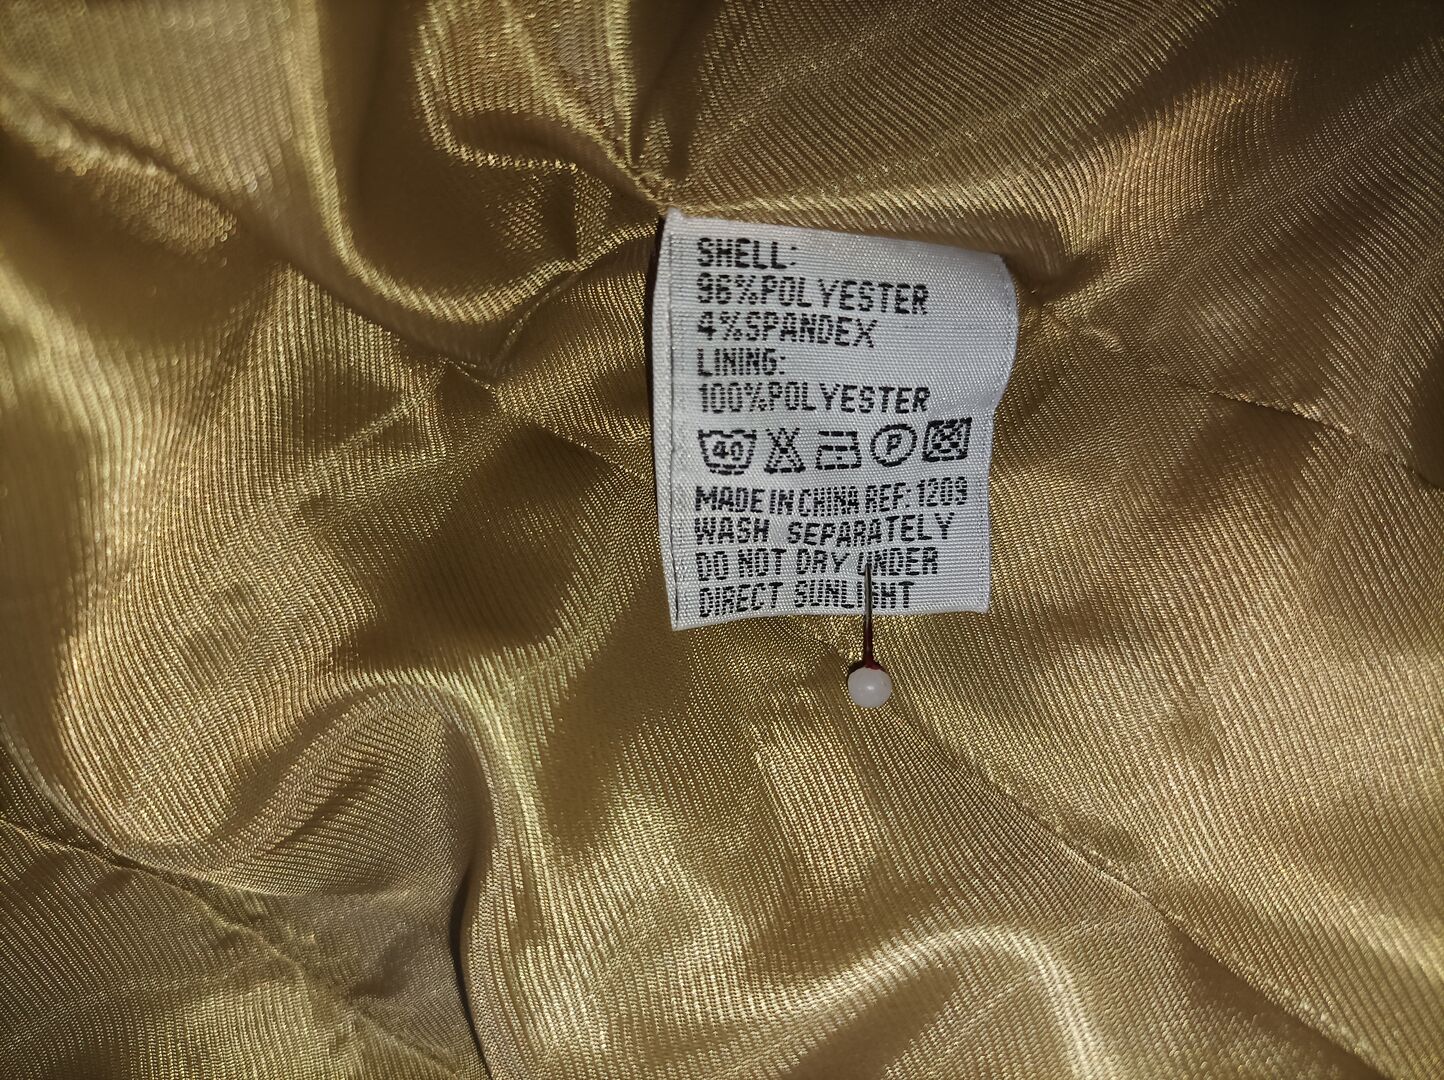 SHELL:
96%POLYESTER
4%SPANDEX
LINING:
100%POLYESTER
40 P
MADE IN CHINA REF: 1209
WASH SEPARATELY
DO NOT DRY UNDER
DIRECT SUNLIGHT